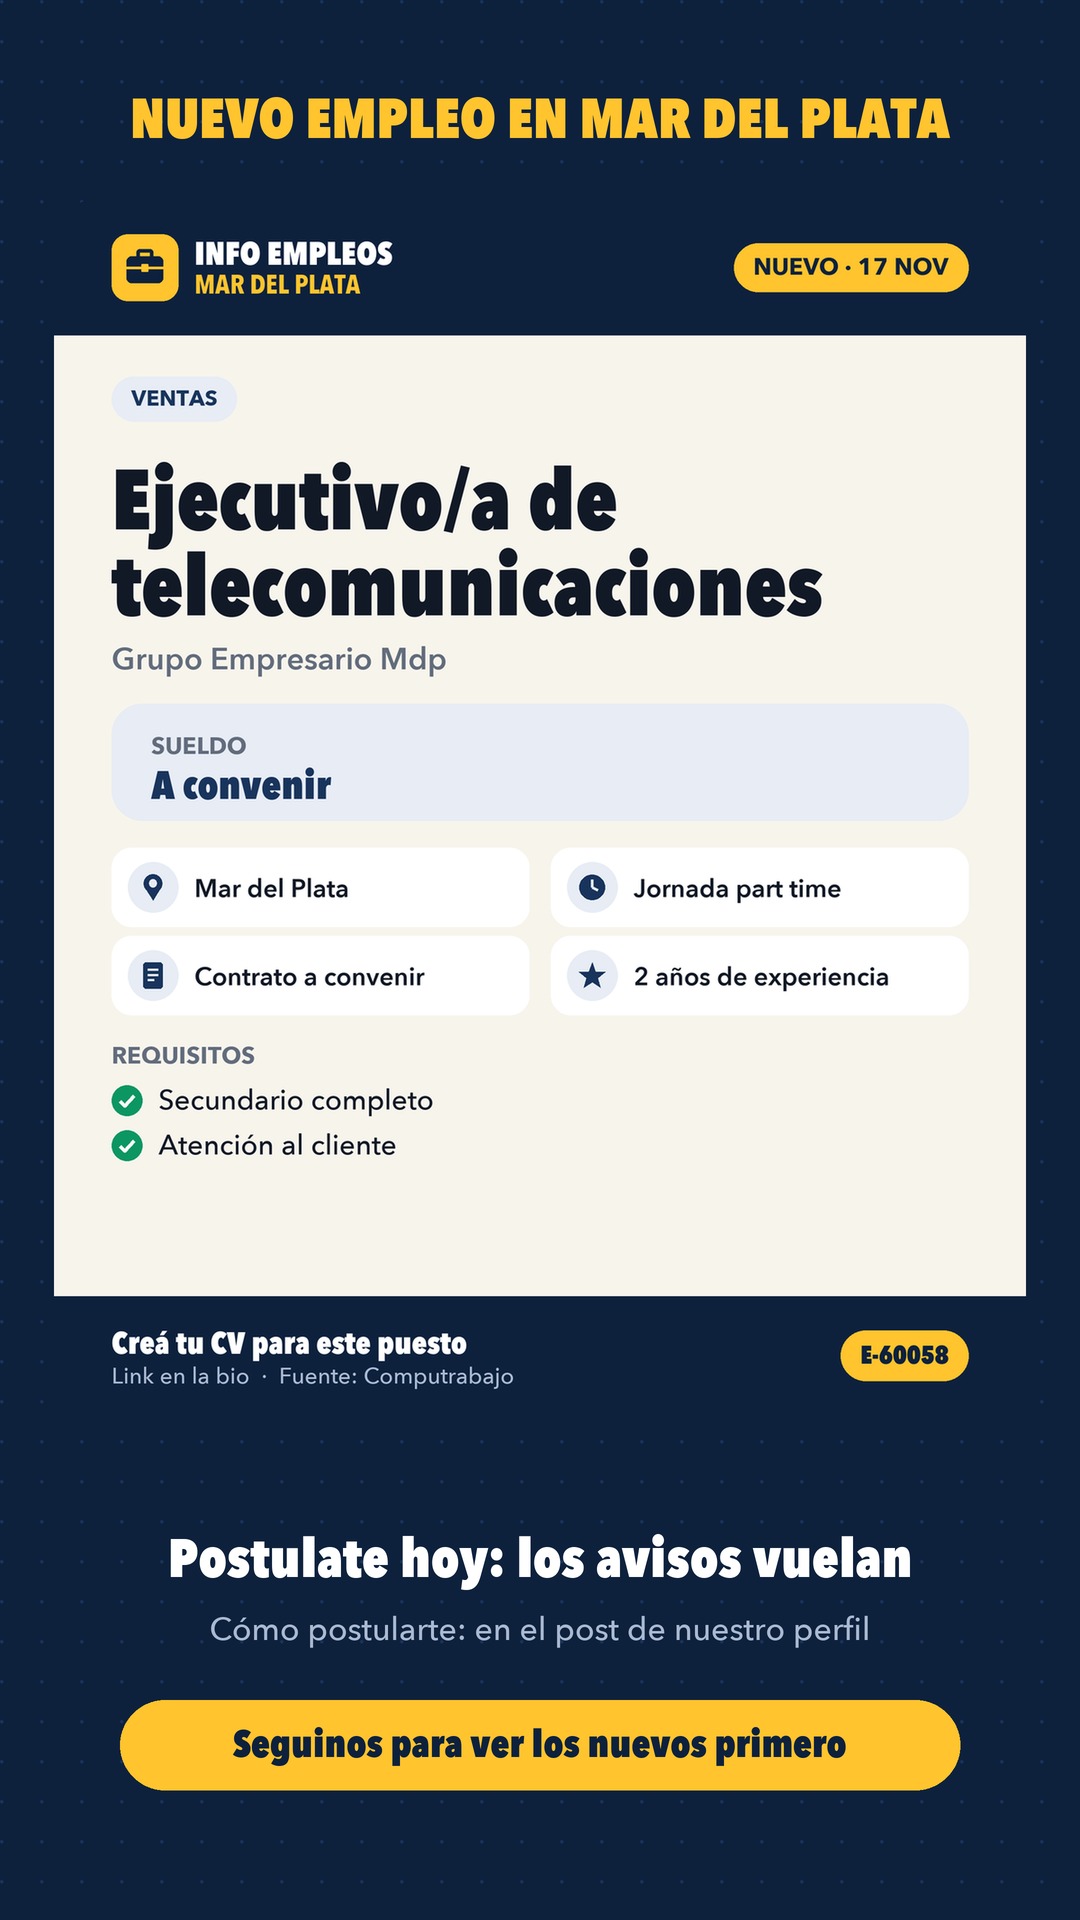 NUEVO EMPLEO EN MAR DEL PLATA
INFO EMPLEOS
MAR DEL PLATA
NUEVO · 17 NOV
VENTAS
Ejecutivo/a de
telecomunicaciones
Grupo Empresario Mdp
SUELDO
A convenir
Mar del Plata
Jornada part time
Contrato a convenir
2 años de experiencia
REQUISITOS
Secundario completo
Atención al cliente
Creá tu CV para este puesto
Link en la bio · Fuente: Computrabajo
E-60058
Postulate hoy: los avisos vuelan
Cómo postularte: en el post de nuestro perfil
Seguinos para ver los nuevos primero